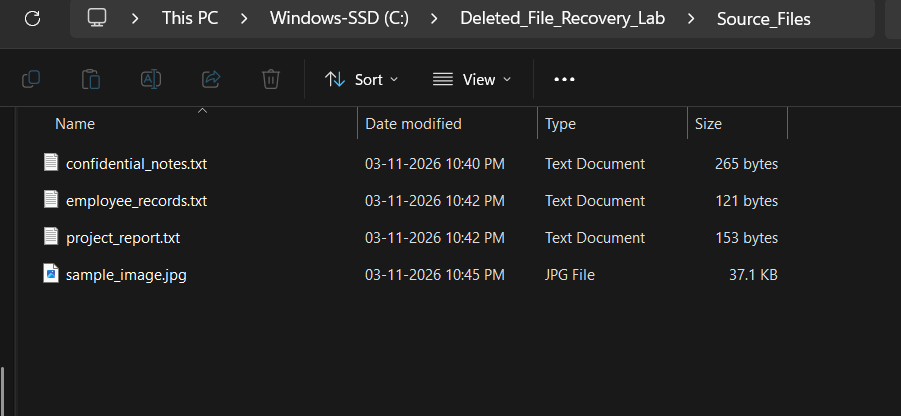 This PC > Windows-SSD (C:) > Deleted_File_Recovery_Lab > Source_Files
Sort View
Name Date modified Type Size
confidential_notes.txt 03-11-2026 10:40 PM Text Document 265 bytes
employee_records.txt 03-11-2026 10:42 PM Text Document 121 bytes
project_report.txt 03-11-2026 10:42 PM Text Document 153 bytes
sample_image.jpg 03-11-2026 10:45 PM JPG File 37.1 KB